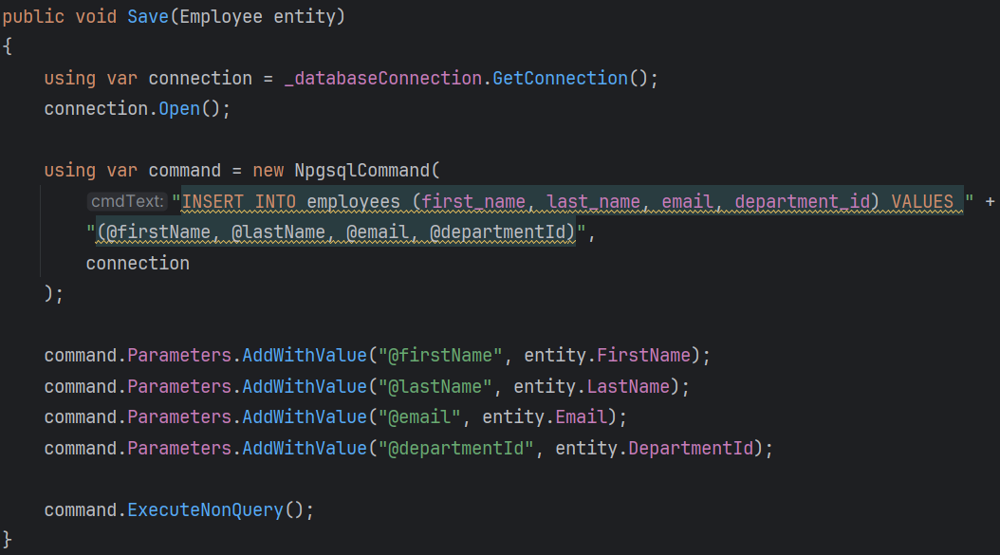 public void Save(Employee entity)
{
    using var connection = _databaseConnection.GetConnection();
    connection.Open();

    using var command = new NpgsqlCommand(
        cmdText: "INSERT INTO employees (first_name, last_name, email, department_id) VALUES " +
        "(@firstName, @lastName, @email, @departmentId)",
        connection
    );

    command.Parameters.AddWithValue("@firstName", entity.FirstName);
    command.Parameters.AddWithValue("@lastName", entity.LastName);
    command.Parameters.AddWithValue("@email", entity.Email);
    command.Parameters.AddWithValue("@departmentId", entity.DepartmentId);

    command.ExecuteNonQuery();
}